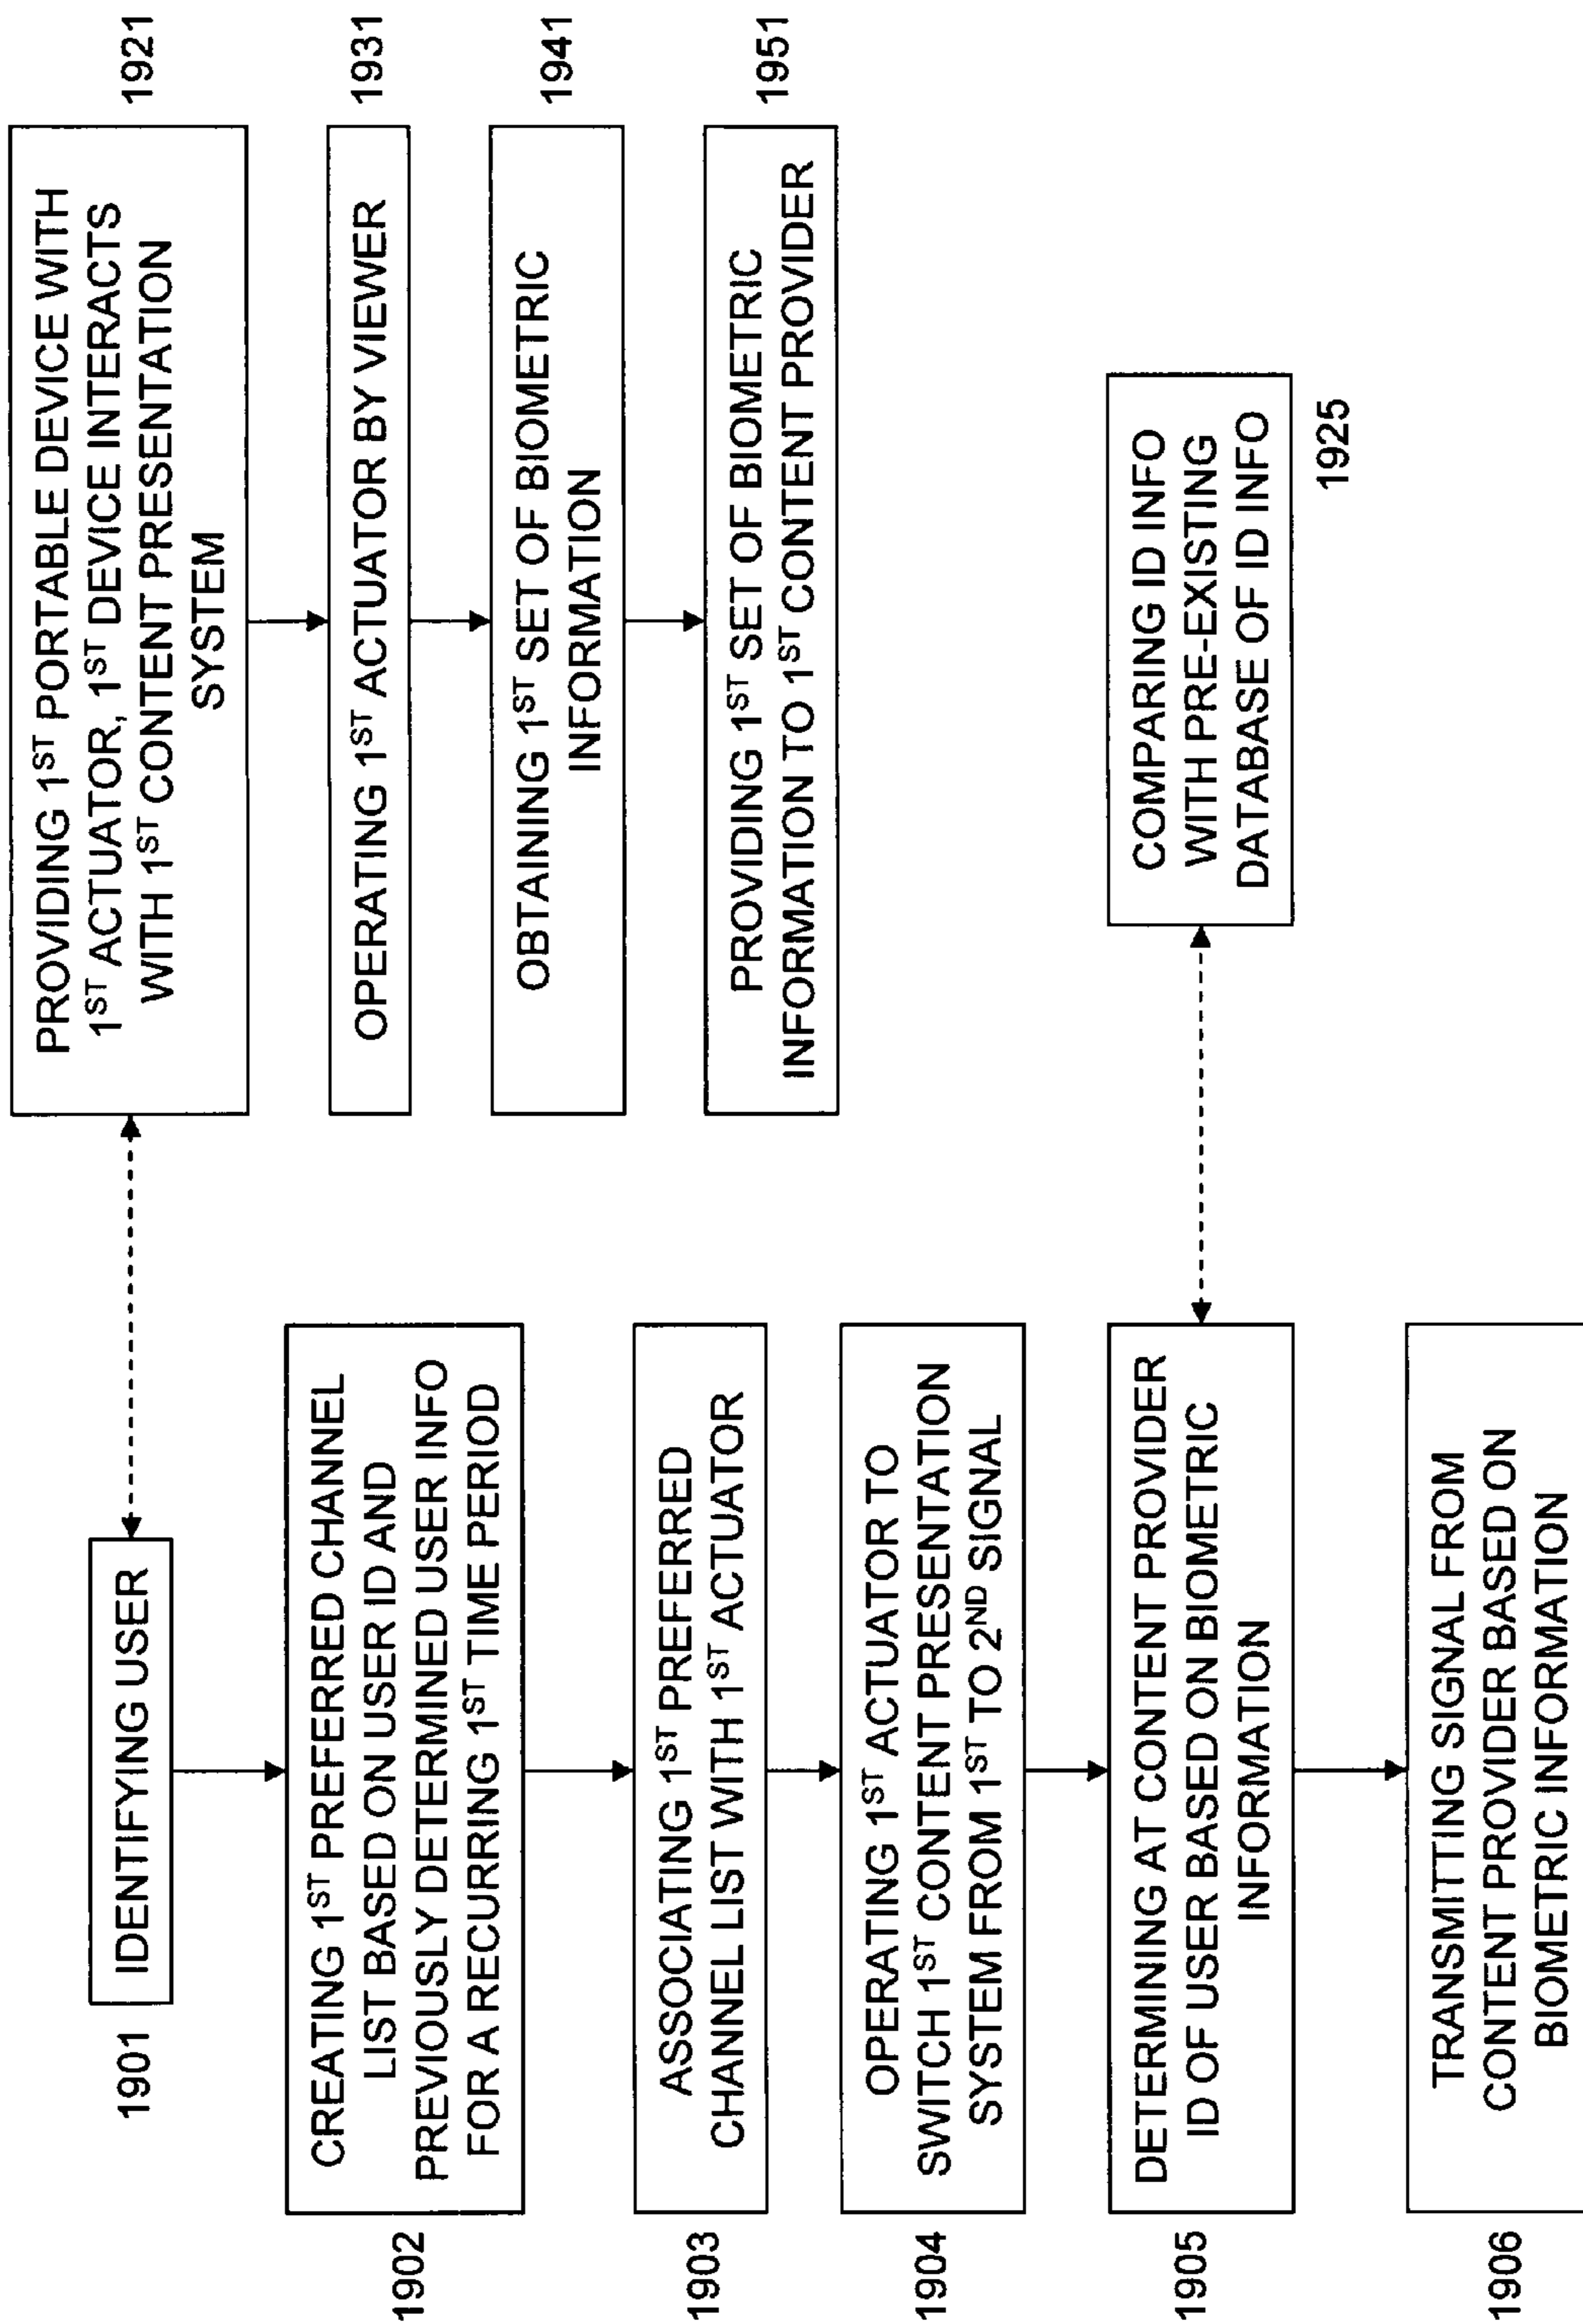 1901
IDENTIFYING USER
1902
CREATING 1ST PREFERRED CHANNEL
LIST BASED ON USER ID AND
PREVIOUSLY DETERMINED USER INFO
FOR A RECURRING 1ST TIME PERIOD
1903
ASSOCIATING 1ST PREFERRED
CHANNEL LIST WITH 1ST ACTUATOR
1904
OPERATING 1ST ACTUATOR TO
SWITCH 1ST CONTENT PRESENTATION
SYSTEM FROM 1ST TO 2ND SIGNAL
1905
DETERMINING AT CONTENT PROVIDER
ID OF USER BASED ON BIOMETRIC
INFORMATION
1906
TRANSMITTING SIGNAL FROM
CONTENT PROVIDER BASED ON
BIOMETRIC INFORMATION
PROVIDING 1ST PORTABLE DEVICE WITH
1ST ACTUATOR, 1ST DEVICE INTERACTS
WITH 1ST CONTENT PRESENTATION
SYSTEM
1921
OPERATING 1ST ACTUATOR BY VIEWER
1931
OBTAINING 1ST SET OF BIOMETRIC
INFORMATION
1941
PROVIDING 1ST SET OF BIOMETRIC
INFORMATION TO 1ST CONTENT PROVIDER
1951
COMPARING ID INFO
WITH PRE-EXISTING
DATABASE OF ID INFO
1925